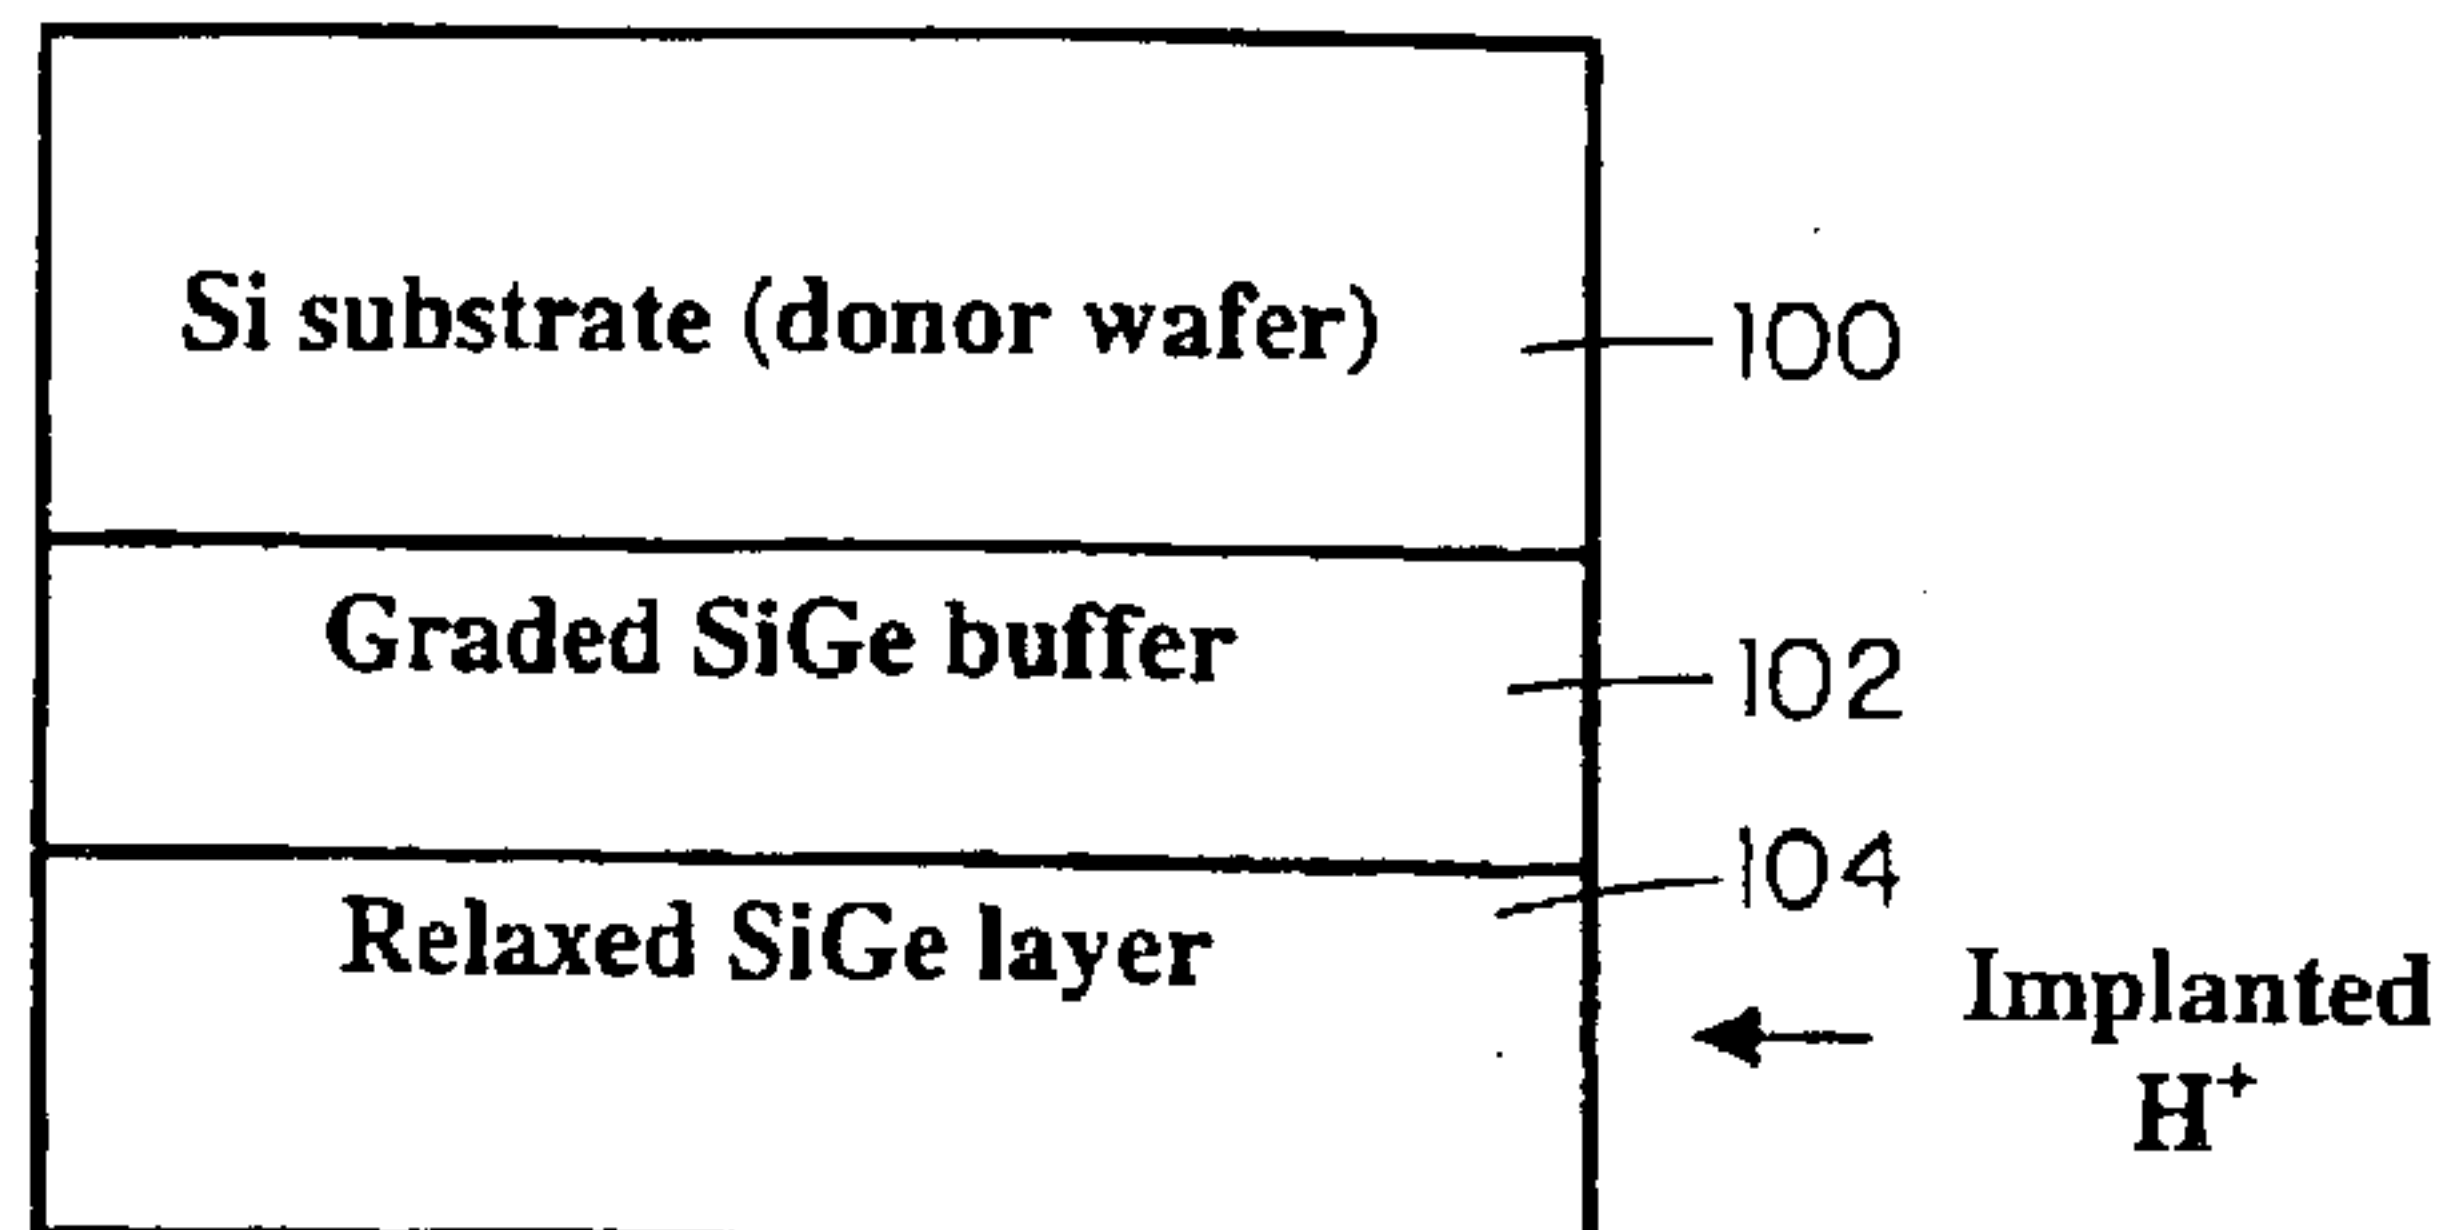 Si substrate (donor wafer)
100
Graded SiGe buffer
102
104
Relaxed SiGe layer
Implanted
H⁺